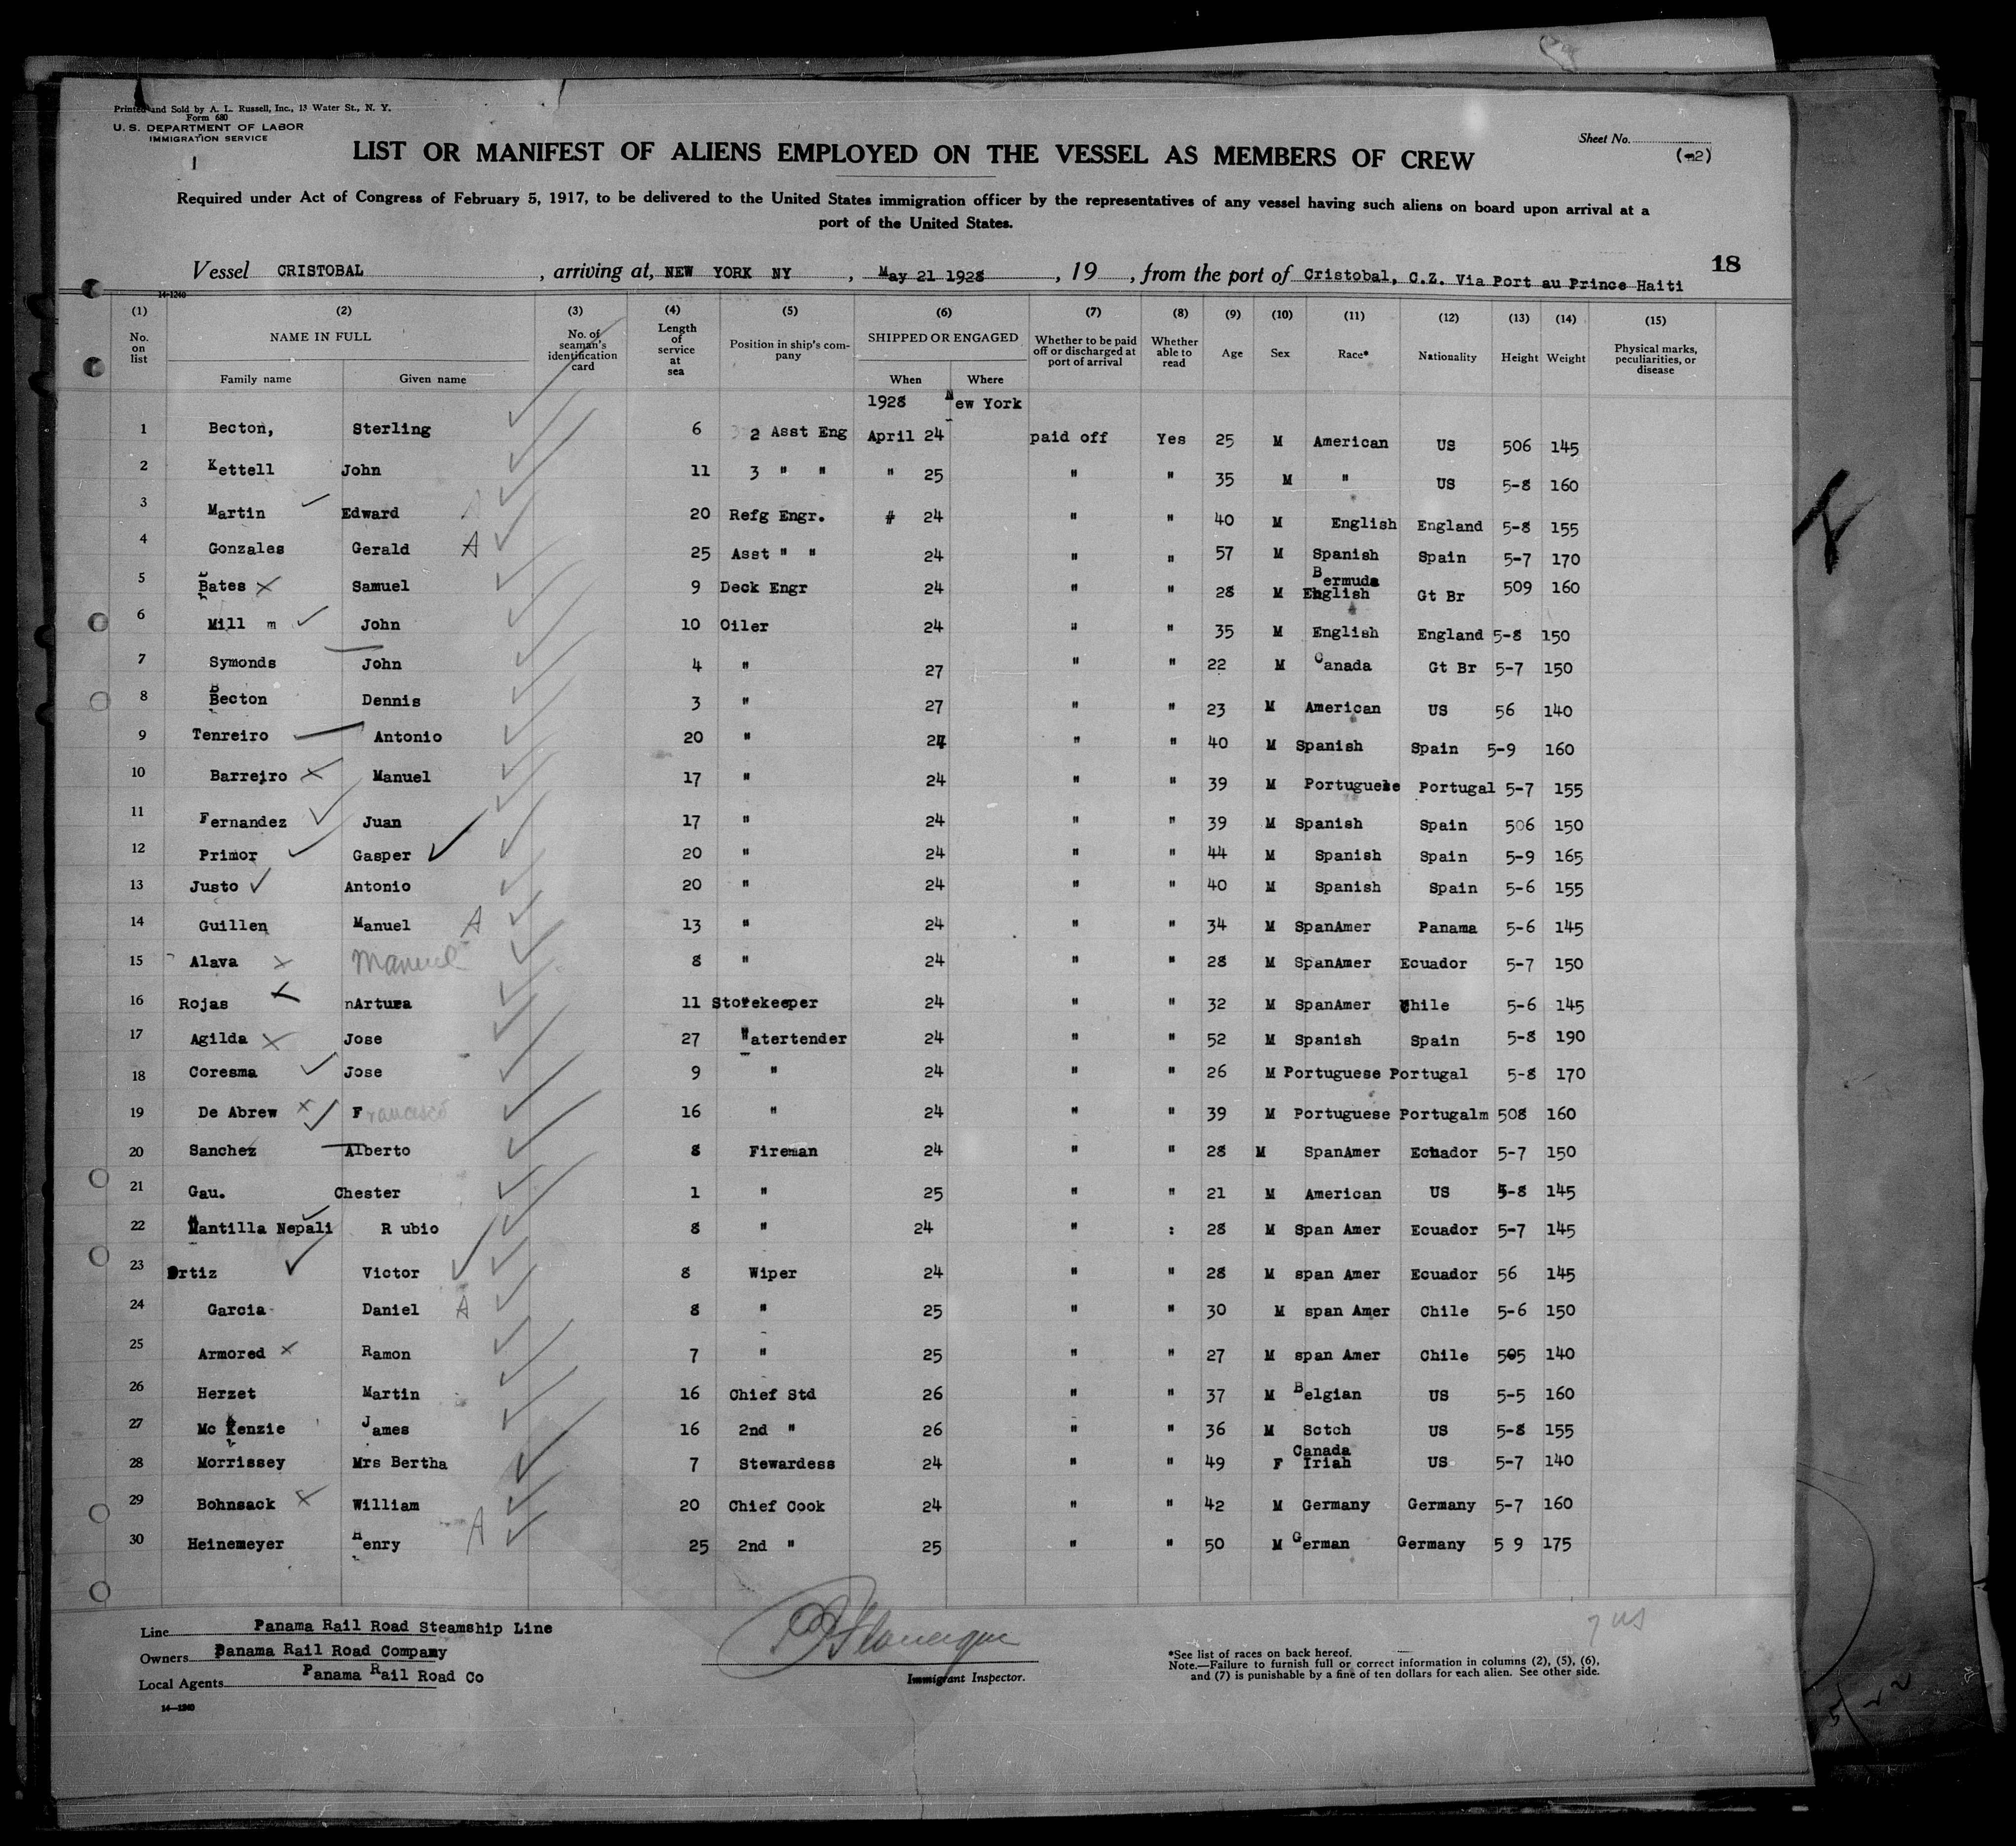 Printed and Sold by A. L. Russell, Inc., 13 Water St., N. Y.
Form 680
U. S. DEPARTMENT OF LABOR
IMMIGRATION SERVICE
1
Sheet No.
(-2)
LIST OR MANIFEST OF ALIENS EMPLOYED ON THE VESSEL AS MEMBERS OF CREW
Required under Act of Congress of February 5, 1917, to be delivered to the United States immigration officer by the representatives of any vessel having such aliens on board upon arrival at a
port of the United States.
18
Vessel CRISTOBAL , arriving at, NEW YORK NY , May 21 1928 , 19 , from the port of Cristobal, C.Z. Via Port au Prince Haiti
14-1240
(1) (2) (3) (4) (5) (6) (7) (8) (9) (10) (11) (12) (13) (14) (15)
No. on list NAME IN FULL Family name Given name No. of seaman's identification card Length of service at sea Position in ship's company SHIPPED OR ENGAGED When Where Whether to be paid off or discharged at port of arrival Whether able to read Age Sex Race* Nationality Height Weight Physical marks, peculiarities, or disease
1928 New York
1 Becton, Sterling 6 2 Asst Eng April 24 paid off Yes 25 M American US 506 145
2 Kettell John 11 3 " " " 25 " " 35 M " US 5-8 160
3 Martin Edward 20 Refg Engr. # 24 " " 40 M English England 5-8 155
4 Gonzales Gerald A 25 Asst " " 24 " " 57 M Spanish Spain 5-7 170
5 Bates Samuel 9 Deck Engr 24 " " 28 M Bermuda English Gt Br 509 160
6 Mill m John 10 Oiler 24 " " 35 M English England 5-8 150
7 Symonds John 4 " 27 " " 22 M Canada Gt Br 5-7 150
8 Becton Dennis 3 " 27 " " 23 M American US 56 140
9 Tenreiro Antonio 20 " 24 " " 40 M Spanish Spain 5-9 160
10 Barreiro Manuel 17 " 24 " " 39 M Portuguese Portugal 5-7 155
11 Fernandez Juan 17 " 24 " " 39 M Spanish Spain 506 150
12 Primor Gasper 20 " 24 " " 44 M Spanish Spain 5-9 165
13 Justo Antonio 20 " 24 " " 40 M Spanish Spain 5-6 155
14 Guillen Manuel A 13 " 24 " " 34 M SpanAmer Panama 5-6 145
15 Alava Manuel 8 " 24 " " 28 M SpanAmer Ecuador 5-7 150
16 Rojas nArtura 11 Storekeeper 24 " " 32 M SpanAmer Chile 5-6 145
17 Agilda Jose 27 Watertender 24 " " 52 M Spanish Spain 5-8 190
18 Coresma Jose 9 " 24 " " 26 M Portuguese Portugal 5-8 170
19 De Abrew Francisco 16 " 24 " " 39 M Portuguese Portugalm 508 160
20 Sanchez Alberto 8 Fireman 24 " " 28 M SpanAmer Ecuador 5-7 150
21 Gau. Chester 1 " 25 " " 21 M American US 5-8 145
22 Mantilla Nepali R ubio 8 " 24 " : 28 M Span Amer Ecuador 5-7 145
23 Ortiz Victor 8 Wiper 24 " " 28 M span Amer Ecuador 56 145
24 Garcia Daniel A 8 " 25 " " 30 M span Amer Chile 5-6 150
25 Armored Ramon 7 " 25 " " 27 M span Amer Chile 505 140
26 Herzet Martin 16 Chief Std 26 " " 37 M Belgian US 5-5 160
27 Mc Kenzie James 16 2nd " 26 " " 36 M Sotch US 5-8 155
28 Morrissey Mrs Bertha 7 Stewardess 24 " " 49 F Canada Iriah US 5-7 140
29 Bohnsack William 20 Chief Cook 24 " " 42 M Germany Germany 5-7 160
30 Heinemeyer Henry A 25 2nd " 25 " " 50 M German Germany 5 9 175
7 US
Line Panama Rail Road Steamship Line
Owners Panama Rail Road Company
Local Agents Panama Rail Road Co
14-1240
Immigrant Inspector.
*See list of races on back hereof.
Note.—Failure to furnish full or correct information in columns (2), (5), (6),
and (7) is punishable by a fine of ten dollars for each alien. See other side.
5/22